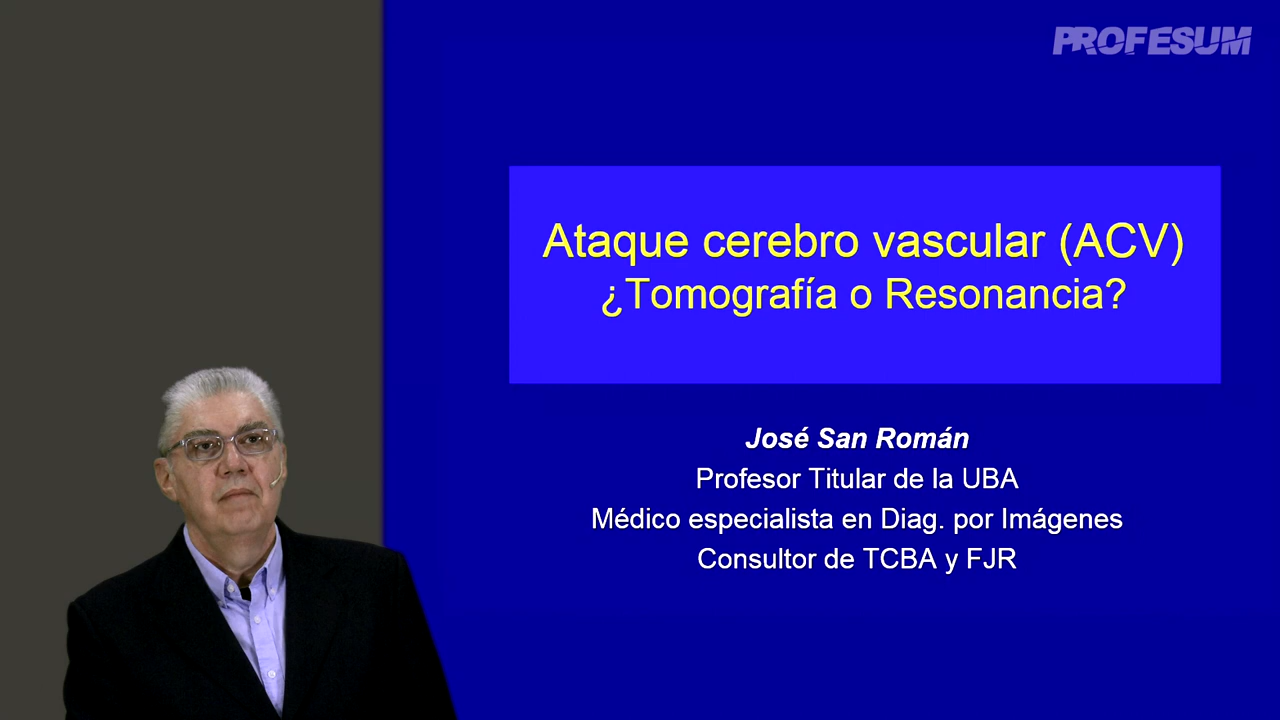 PROFESUM
Ataque cerebro vascular (ACV)
¿Tomografía o Resonancia?
José San Román
Profesor Titular de la UBA
Médico especialista en Diag. por Imágenes
Consultor de TCBA y FJR